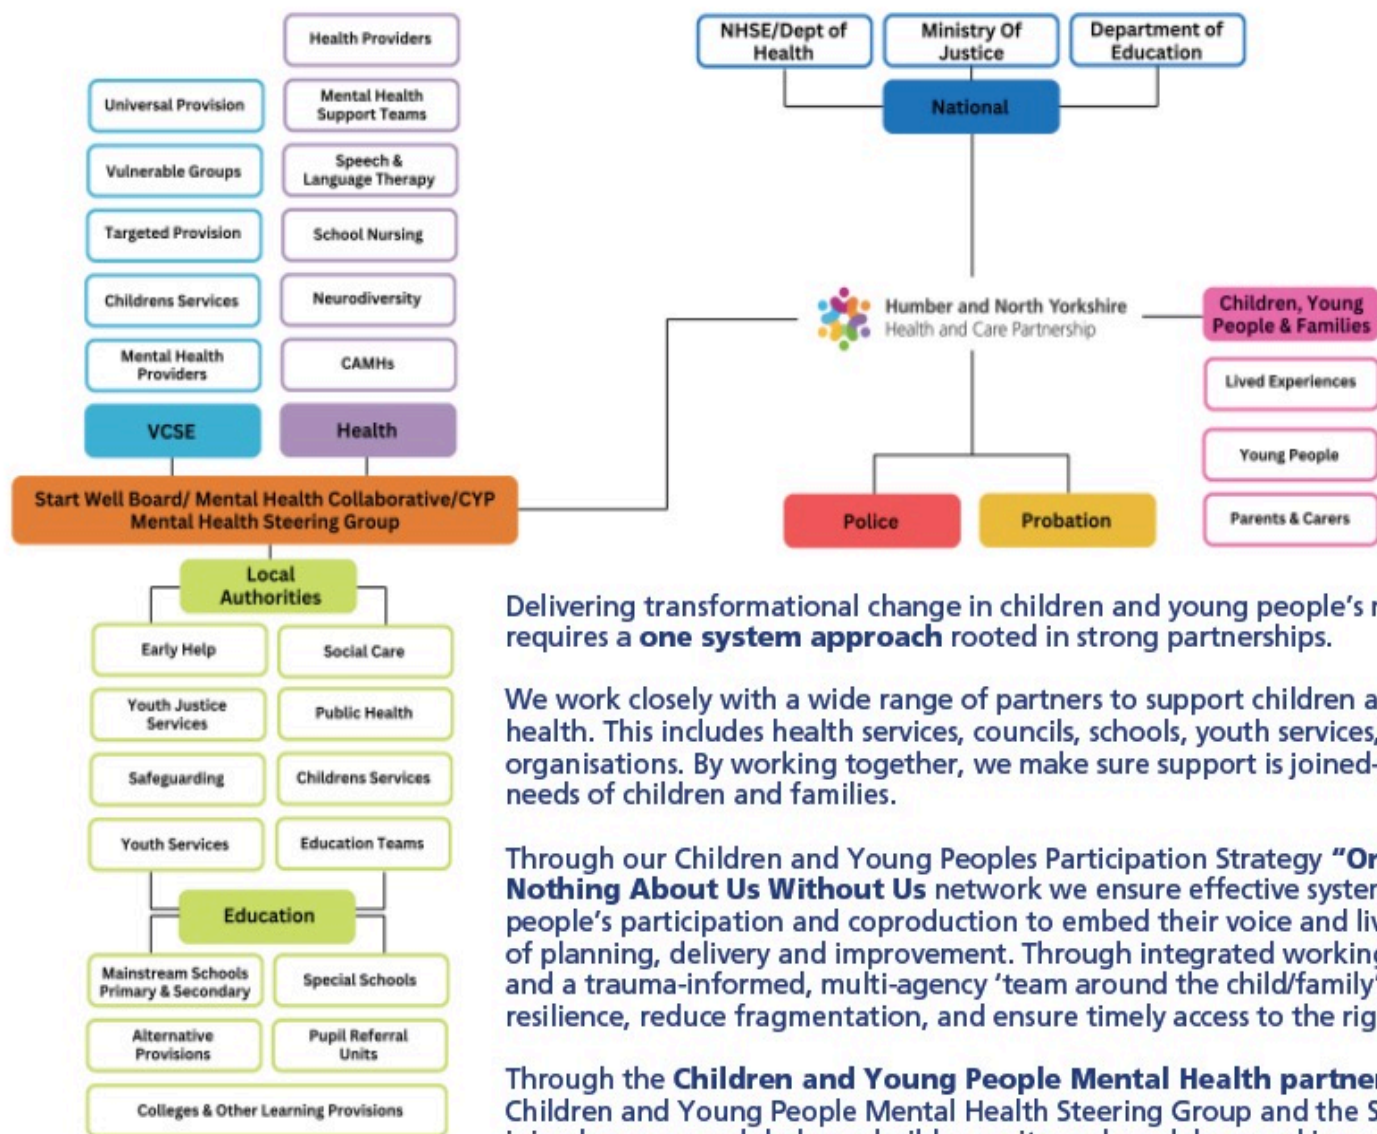 Health Providers
Universal Provision
Mental Health
Support Teams
Vulnerable Groups
Speech &
Language Therapy
Targeted Provision
School Nursing
Childrens Services
Neurodiversity
Mental Health
Providers
CAMHs
VCSE
Health
Start Well Board/ Mental Health Collaborative/CYP
Mental Health Steering Group
Local
Authorities
Early Help
Social Care
Youth Justice
Services
Public Health
Safeguarding
Childrens Services
Youth Services
Education Teams
Education
Mainstream Schools
Primary & Secondary
Special Schools
Alternative
Provisions
Pupil Referral
Units
Colleges & Other Learning Provisions
NHSE/Dept of
Health
Ministry Of
Justice
Department of
Education
National
Humber and North Yorkshire
Health and Care Partnership
Children, Young
People & Families
Lived Experiences
Young People
Parents & Carers
Police
Probation
Delivering transformational change in children and young people’s
requires a one system approach rooted in strong partnerships.
We work closely with a wide range of partners to support children
health. This includes health services, councils, schools, youth services,
organisations. By working together, we make sure support is joined-
needs of children and families.
Through our Children and Young Peoples Participation Strategy
Nothing About Us Without Us network we ensure effective
people’s participation and coproduction to embed their voice and
of planning, delivery and improvement. Through integrated working
and a trauma-informed, multi-agency ‘team around the child/family’
resilience, reduce fragmentation, and ensure timely access to the
Through the Children and Young People Mental Health
Children and Young People Mental Health Steering Group and the